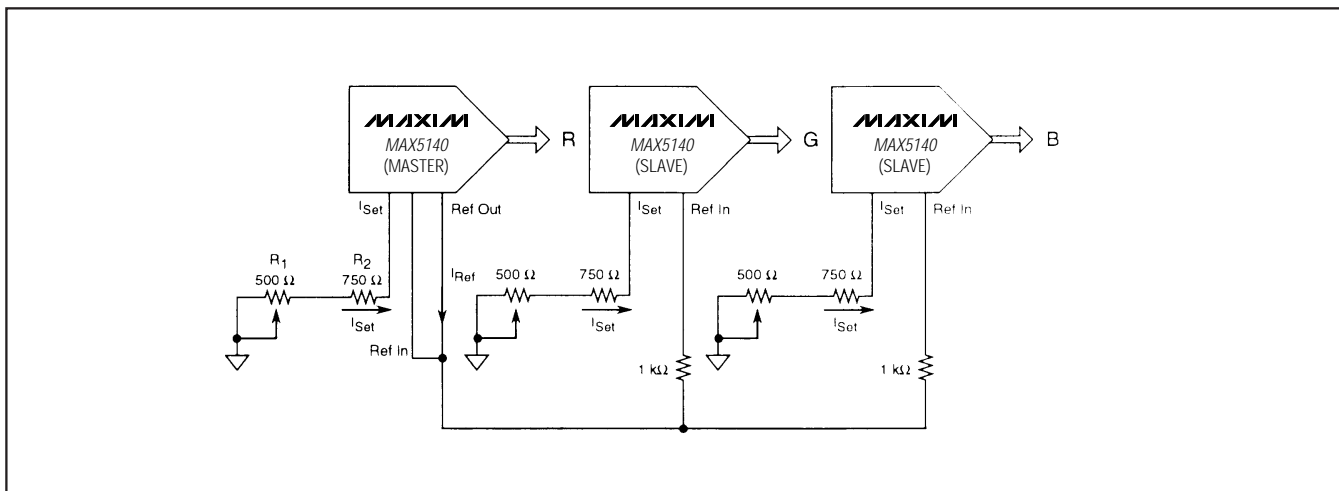 MAXIM
MAX5140
(MASTER)
R
MAXIM
MAX5140
(SLAVE)
G
MAXIM
MAX5140
(SLAVE)
B
ISet
Ref Out
ISet
Ref In
ISet
Ref In
R1
500 Ω
R2
750 Ω
ISet
IRef
500 Ω
750 Ω
ISet
500 Ω
750 Ω
ISet
Ref In
1 kΩ
1 kΩ